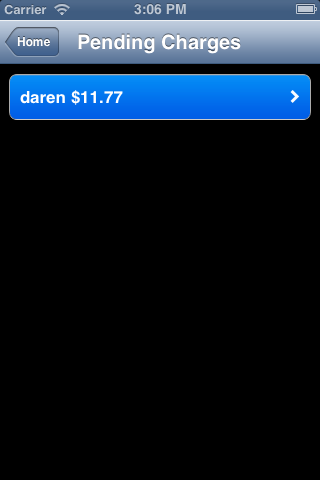 Carrier 3:06 PM
Home Pending Charges
daren $11.77